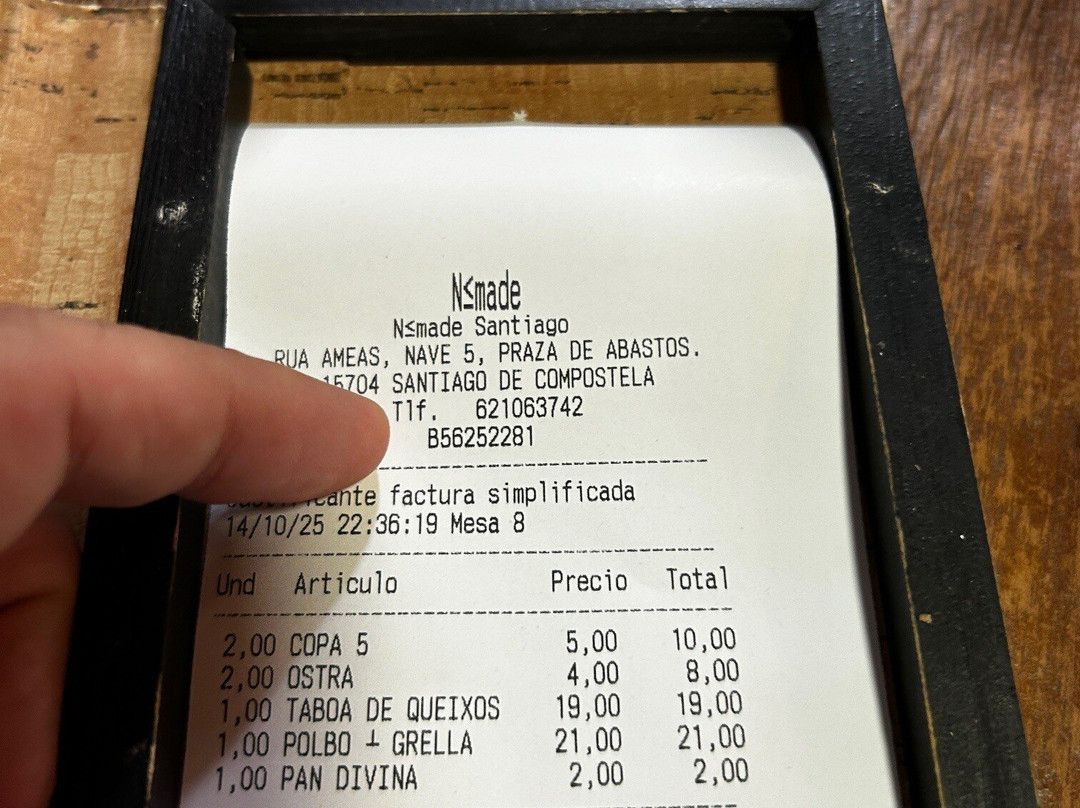 N≤made
N≤made Santiago
RUA AMEAS, NAVE 5, PRAZA DE ABASTOS.
15704 SANTIAGO DE COMPOSTELA
Tlf. 621063742
B56252281
factura simplificada
14/10/25 22:36:19 Mesa 8
Und Articulo Precio Total
2,00 COPA 5 5,00 10,00
2,00 OSTRA 4,00 8,00
1,00 TABOA DE QUEIXOS 19,00 19,00
1,00 POLBO ┴ GRELLA 21,00 21,00
1,00 PAN DIVINA 2,00 2,00